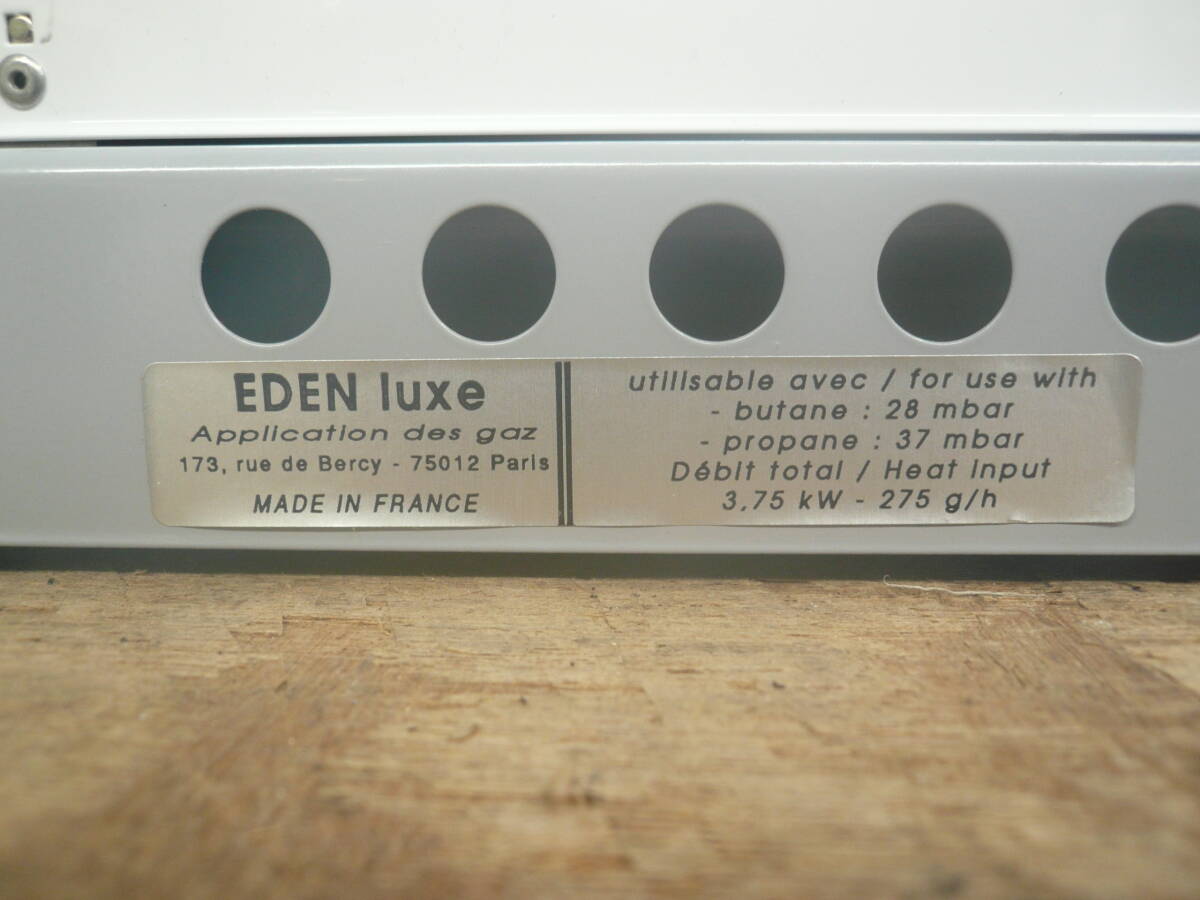 EDEN luxe
Application des gaz
173, rue de Bercy - 75012 Paris
MADE IN FRANCE
utilisable avec / for use with
- butane : 28 mbar
- propane : 37 mbar
Débit total / Heat input
3,75 kW - 275 g/h